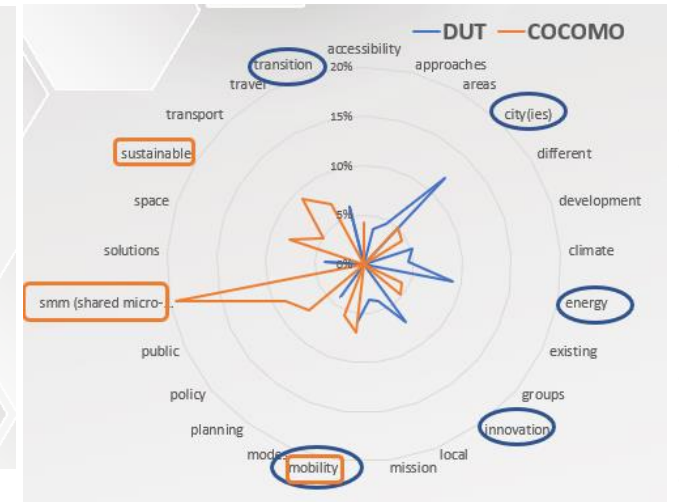 DUT COCOMO
accessibility
transition
approaches
20%
travel
areas
transport
15%
city(ies)
sustainable
10%
different
space
development
5%
solutions
climate
0%
smm (shared micro-...
energy
public
existing
policy
groups
planning
innovation
modes
local
mobility
mission